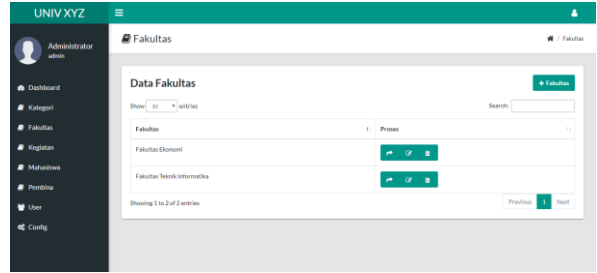 UNIV XYZ
Administrator
admin
Dashboard
Kategori
Fakultas
Kegiatan
Mahasiswa
Pembina
User
Config
Fakultas
/ Fakultas
Data Fakultas
+ Fakultas
Show 10 entries
Search:
Fakultas Proses
Fakultas Ekonomi
Fakultas Teknik Informatika
Showing 1 to 2 of 2 entries
Previous 1 Next